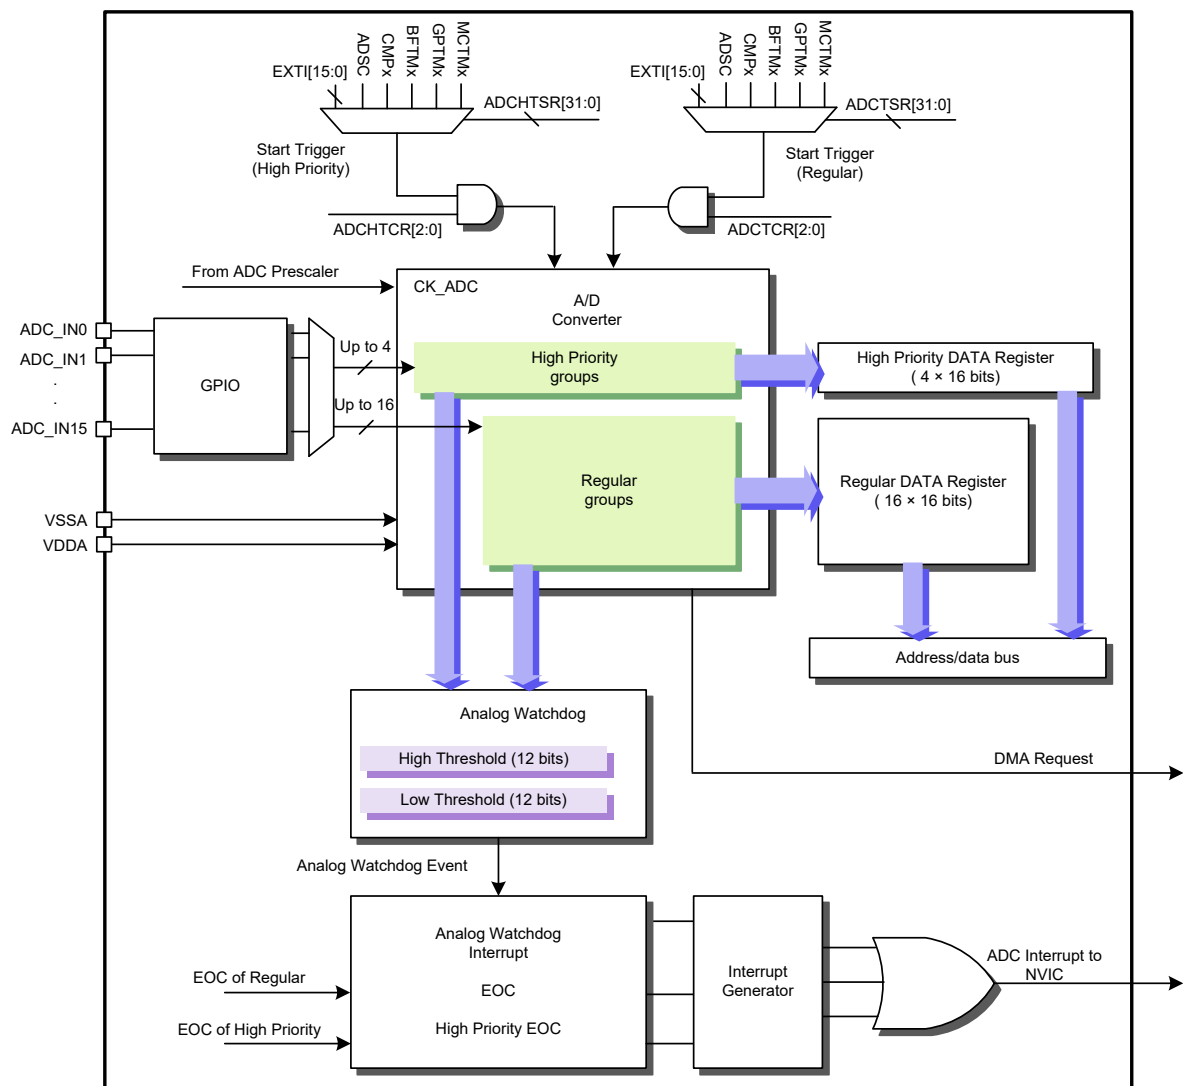 EXTI[15:0]
ADSC
CMPx
BFTMx
GPTMx
MCTMx
ADCHTSR[31:0]
Start Trigger
(High Priority)
ADCHTCR[2:0]
EXTI[15:0]
ADSC
CMPx
BFTMx
GPTMx
MCTMx
ADCTSR[31:0]
Start Trigger
(Regular)
ADCTCR[2:0]
From ADC Prescaler
CK_ADC
A/D
Converter
ADC_IN0
ADC_IN1
.
.
ADC_IN15
GPIO
Up to 4
Up to 16
High Priority
groups
High Priority DATA Register
( 4 × 16 bits)
Regular
groups
Regular DATA Register
( 16 × 16 bits)
VSSA
VDDA
Address/data bus
Analog Watchdog
High Threshold (12 bits)
Low Threshold (12 bits)
DMA Request
Analog Watchdog Event
Analog Watchdog
Interrupt
EOC
High Priority EOC
EOC of Regular
EOC of High Priority
Interrupt
Generator
ADC Interrupt to
NVIC